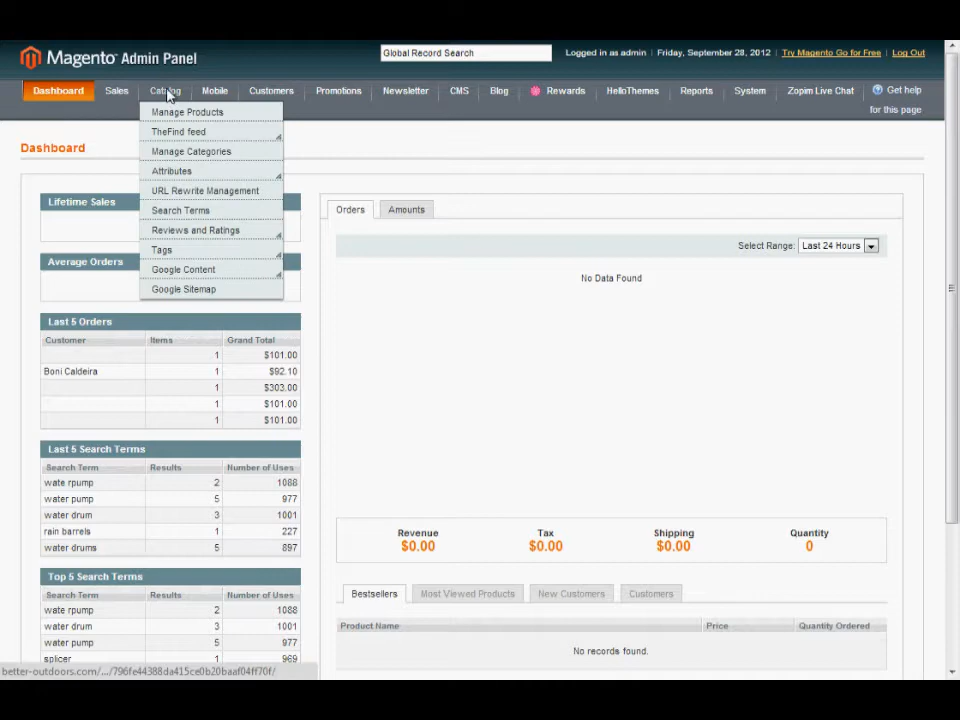 Magento Admin Panel
Global Record Search
Logged in as admin | Friday, September 28, 2012 | Try Magento Go for Free | Log Out
Dashboard Sales Catalog Mobile Customers Promotions Newsletter CMS Blog Rewards HelloThemes Reports System Zopim Live Chat Get help for this page
Manage Products
TheFind feed
Manage Categories
Attributes
URL Rewrite Management
Search Terms
Reviews and Ratings
Tags
Google Content
Google Sitemap
Dashboard
Lifetime Sales
Average Orders
Last 5 Orders
Customer Items Grand Total
1 $101.00
Boni Caldeira 1 $92.10
1 $303.00
1 $101.00
1 $101.00
Last 5 Search Terms
Search Term Results Number of Uses
wate rpump 2 1088
water pump 5 977
water drum 3 1001
rain barrels 1 227
water drums 5 897
Top 5 Search Terms
Search Term Results Number of Uses
wate rpump 2 1088
water drum 3 1001
water pump 5 977
splicer 1 969
Orders Amounts
Select Range: Last 24 Hours
No Data Found
Revenue Tax Shipping Quantity
$0.00 $0.00 $0.00 0
Bestsellers Most Viewed Products New Customers Customers
Product Name Price Quantity Ordered
No records found.
better-outdoors.com/.../796fe44388da415ce0b20baaf04ff70f/